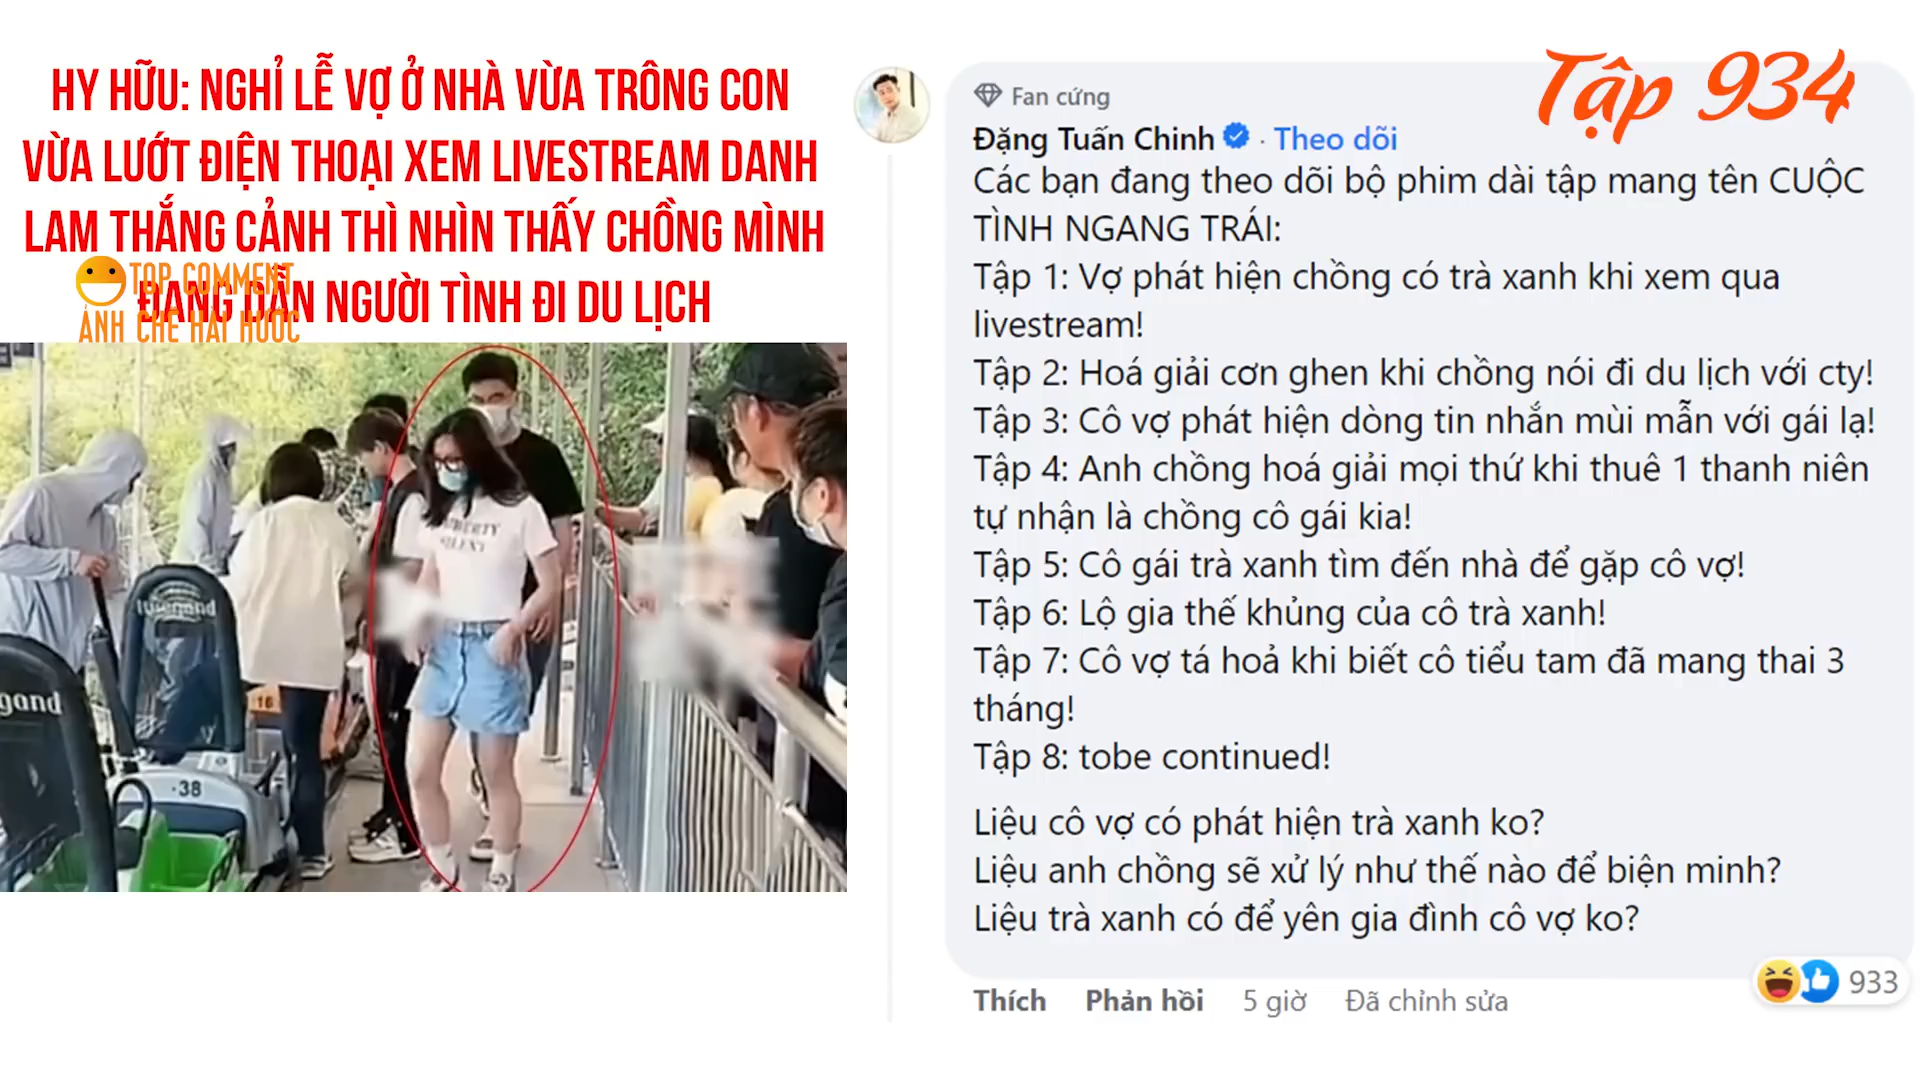 HY HỮU: NGHỈ LỄ VỢ Ở NHÀ VỪA TRÔNG CON
VỪA LƯỚT ĐIỆN THOẠI XEM LIVESTREAM DANH
LAM THẮNG CẢNH THÌ NHÌN THẤY CHỒNG MÌNH
ĐANG DẪN NGƯỜI TÌNH ĐI DU LỊCH
TOP COMMENT
ẢNH CHẾ HÀI HƯỚC
wiegand
gand
16
·38
Tập 934
Fan cứng
Đặng Tuấn Chinh · Theo dõi
Các bạn đang theo dõi bộ phim dài tập mang tên CUỘC
TÌNH NGANG TRÁI:
Tập 1: Vợ phát hiện chồng có trà xanh khi xem qua
livestream!
Tập 2: Hoá giải cơn ghen khi chồng nói đi du lịch với cty!
Tập 3: Cô vợ phát hiện dòng tin nhắn mùi mẫn với gái lạ!
Tập 4: Anh chồng hoá giải mọi thứ khi thuê 1 thanh niên
tự nhận là chồng cô gái kia!
Tập 5: Cô gái trà xanh tìm đến nhà để gặp cô vợ!
Tập 6: Lộ gia thế khủng của cô trà xanh!
Tập 7: Cô vợ tá hoả khi biết cô tiểu tam đã mang thai 3
tháng!
Tập 8: tobe continued!
Liệu cô vợ có phát hiện trà xanh ko?
Liệu anh chồng sẽ xử lý như thế nào để biện minh?
Liệu trà xanh có để yên gia đình cô vợ ko?
933
Thích Phản hồi 5 giờ Đã chỉnh sửa